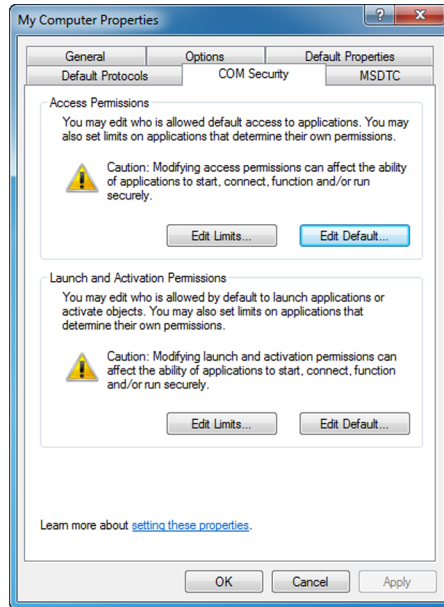 My Computer Properties
?
General Options Default Properties
Default Protocols COM Security MSDTC
Access Permissions
You may edit who is allowed default access to applications. You may
also set limits on applications that determine their own permissions.
Caution: Modifying access permissions can affect the ability
of applications to start, connect, function and/or run
securely.
Edit Limits... Edit Default...
Launch and Activation Permissions
You may edit who is allowed by default to launch applications or
activate objects. You may also set limits on applications that
determine their own permissions.
Caution: Modifying launch and activation permissions can
affect the ability of applications to start, connect, function
and/or run securely.
Edit Limits... Edit Default...
Learn more about setting these properties.
OK Cancel Apply